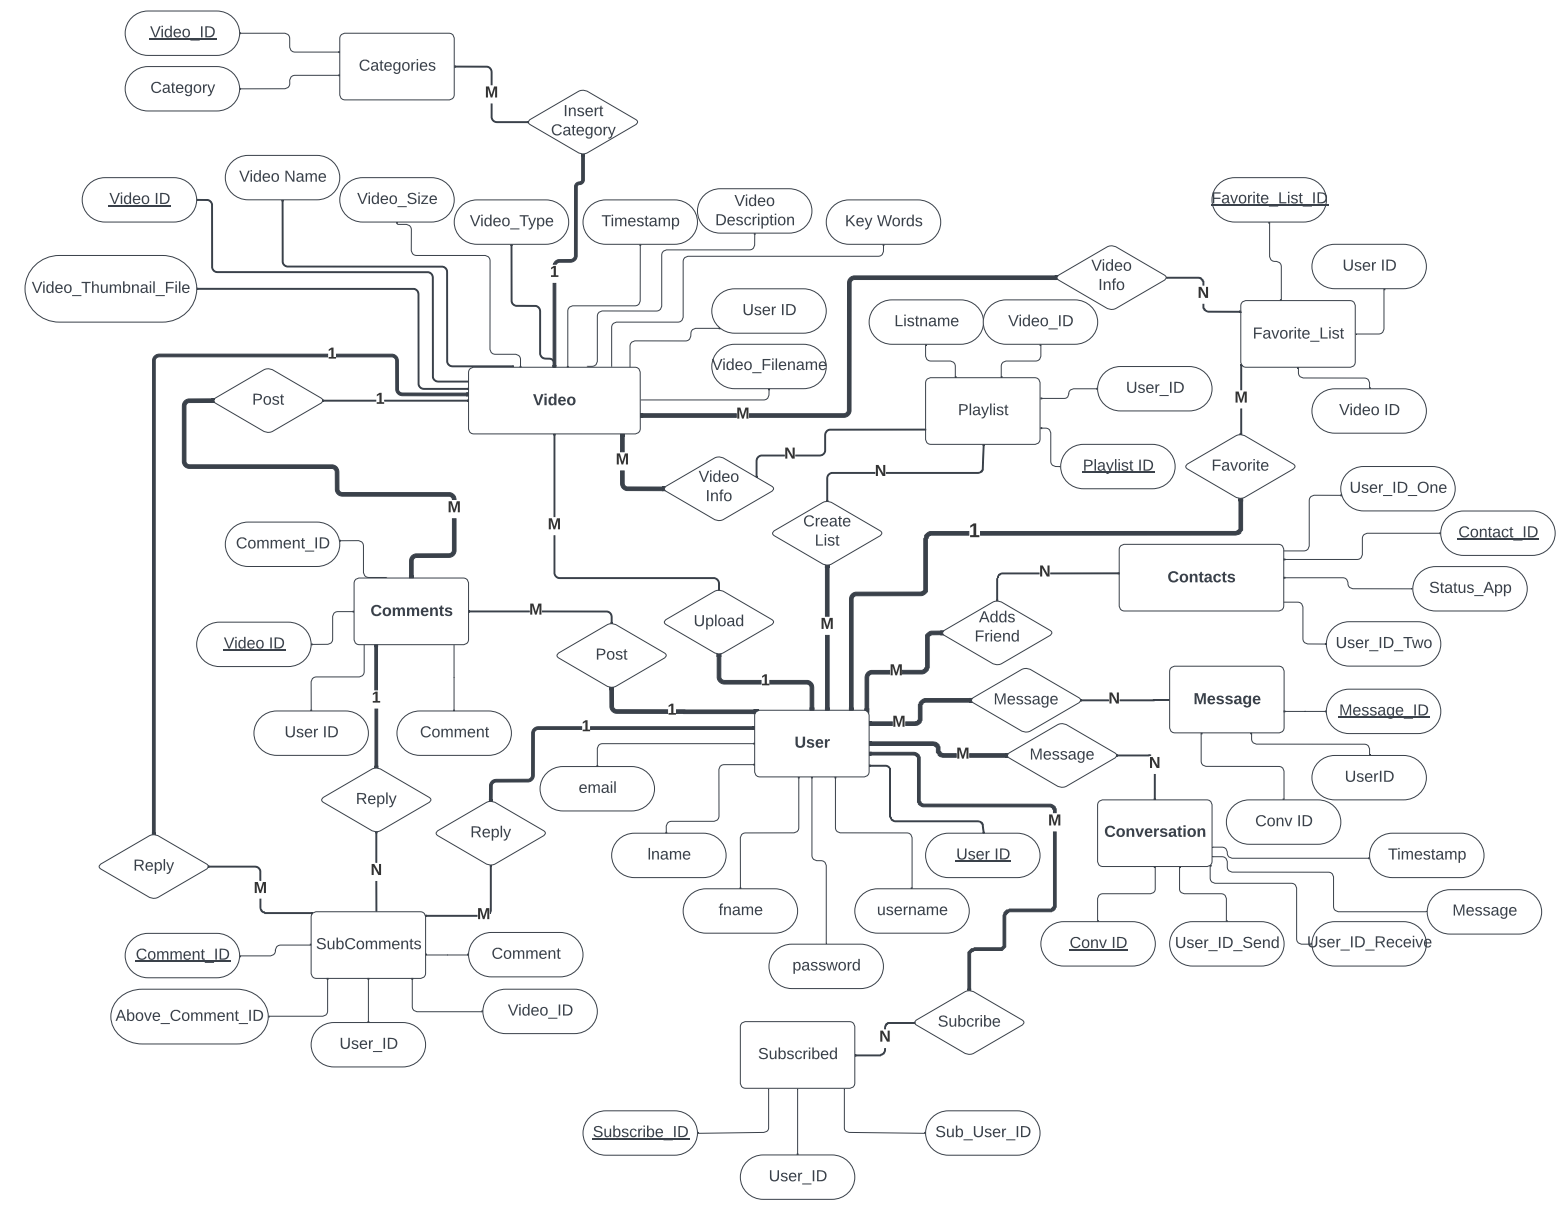 Video_ID
Categories
Category
M
Insert
Category
Video ID
Video Name
Video_Size
Video_Type
Timestamp
Video
Description
Key Words
Favorite_List_ID
Video_Thumbnail_File
1
User ID
Video
Info
N
User ID
Listname
Video_ID
Favorite_List
1
Video_Filename
Post
1
Video
M
Playlist
User_ID
M
Video ID
M
N
Video
Info
N
Playlist ID
Favorite
User_ID_One
M
M
Create
List
1
Contact_ID
Comment_ID
N
Contacts
Status_App
Comments
M
Upload
M
Adds
Friend
Video ID
Post
User_ID_Two
M
1
1
Message
N
Message
Message_ID
User ID
Comment
1
1
M
User
M
Message
N
UserID
email
Reply
Reply
M
Conv ID
Conversation
Reply
lname
User ID
Timestamp
M
N
fname
username
Message
M
SubComments
Comment_ID
Comment
Conv ID
User_ID_Send
User_ID_Receive
password
Above_Comment_ID
Video_ID
User_ID
Subcribe
N
Subscribed
Subscribe_ID
Sub_User_ID
User_ID